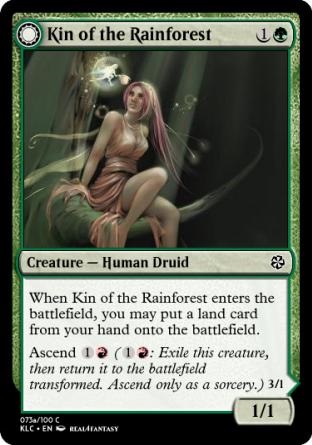 Kin of the Rainforest 1
Creature — Human Druid
When Kin of the Rainforest enters the
battlefield, you may put a land card
from your hand onto the battlefield.
Ascend 1 ( 1 : Exile this creature,
then return it to the battlefield
transformed. Ascend only as a sorcery.) 3/1
1/1
073a/100 C
KLC • EN REAL4FANTASY